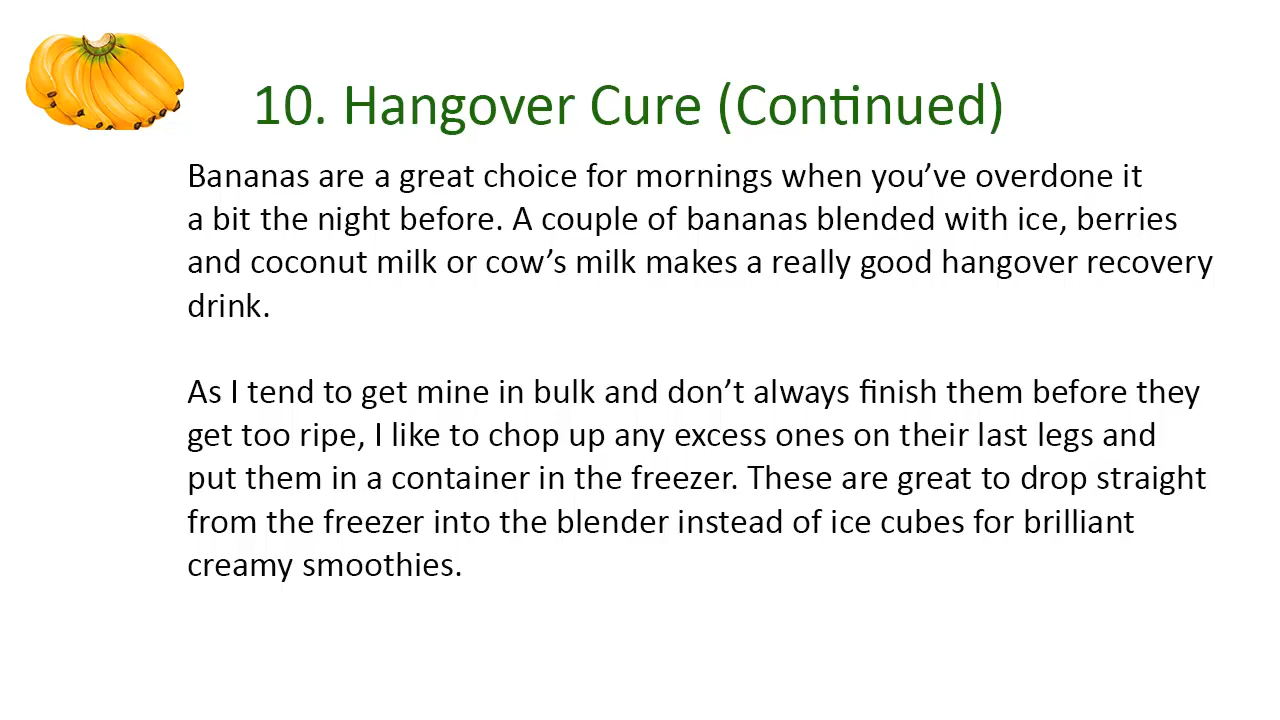 10. Hangover Cure (Continued)
Bananas are a great choice for mornings when you’ve overdone it
a bit the night before. A couple of bananas blended with ice, berries
and coconut milk or cow’s milk makes a really good hangover recovery
drink.
As I tend to get mine in bulk and don’t always finish them before they
get too ripe, I like to chop up any excess ones on their last legs and
put them in a container in the freezer. These are great to drop straight
from the freezer into the blender instead of ice cubes for brilliant
creamy smoothies.